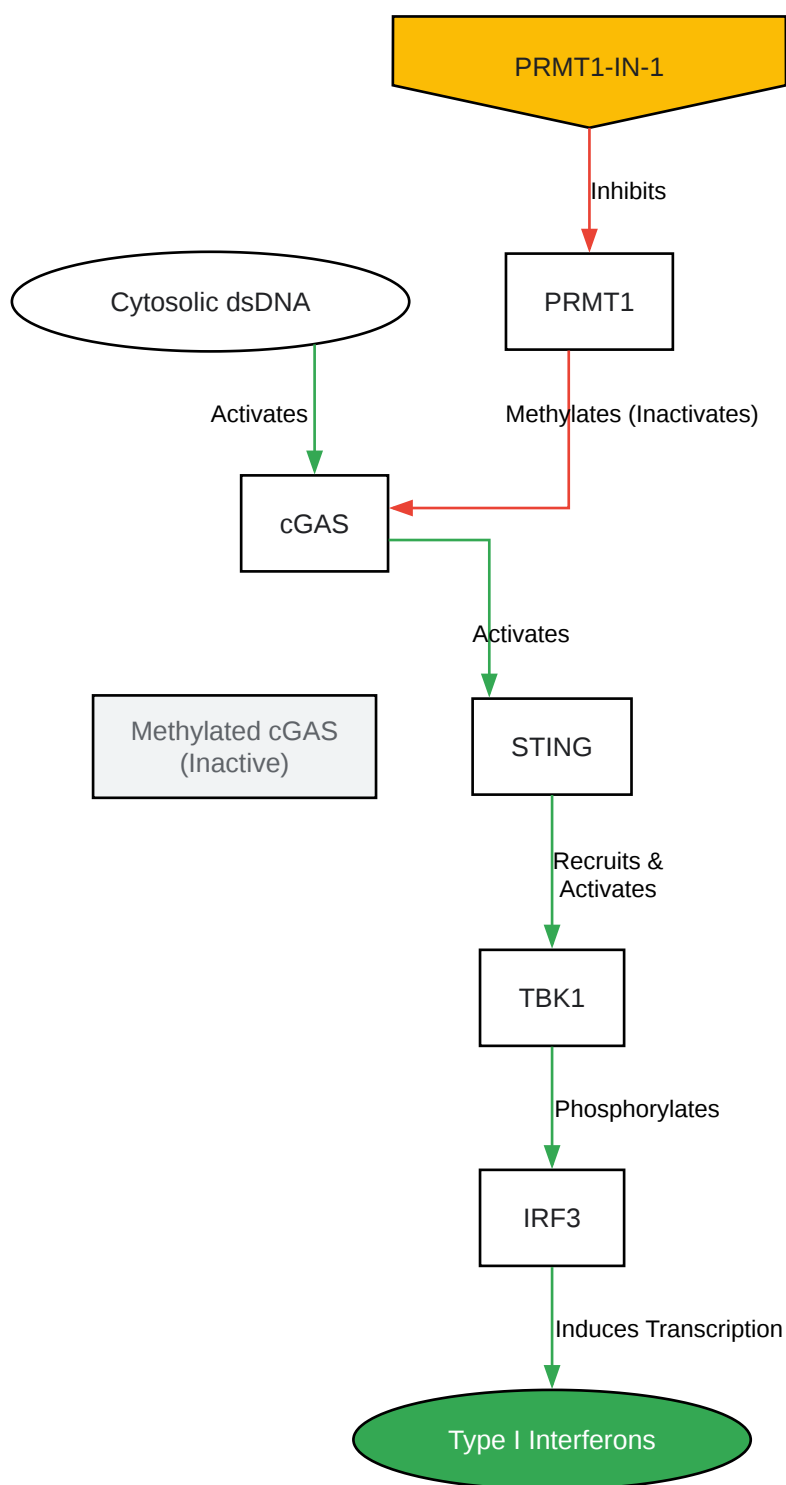 PRMT1-IN-1
Inhibits
Cytosolic dsDNA
PRMT1
Activates
Methylates (Inactivates)
cGAS
Activates
Methylated cGAS
(Inactive)
STING
Recruits &
Activates
TBK1
Phosphorylates
IRF3
Induces Transcription
Type I Interferons